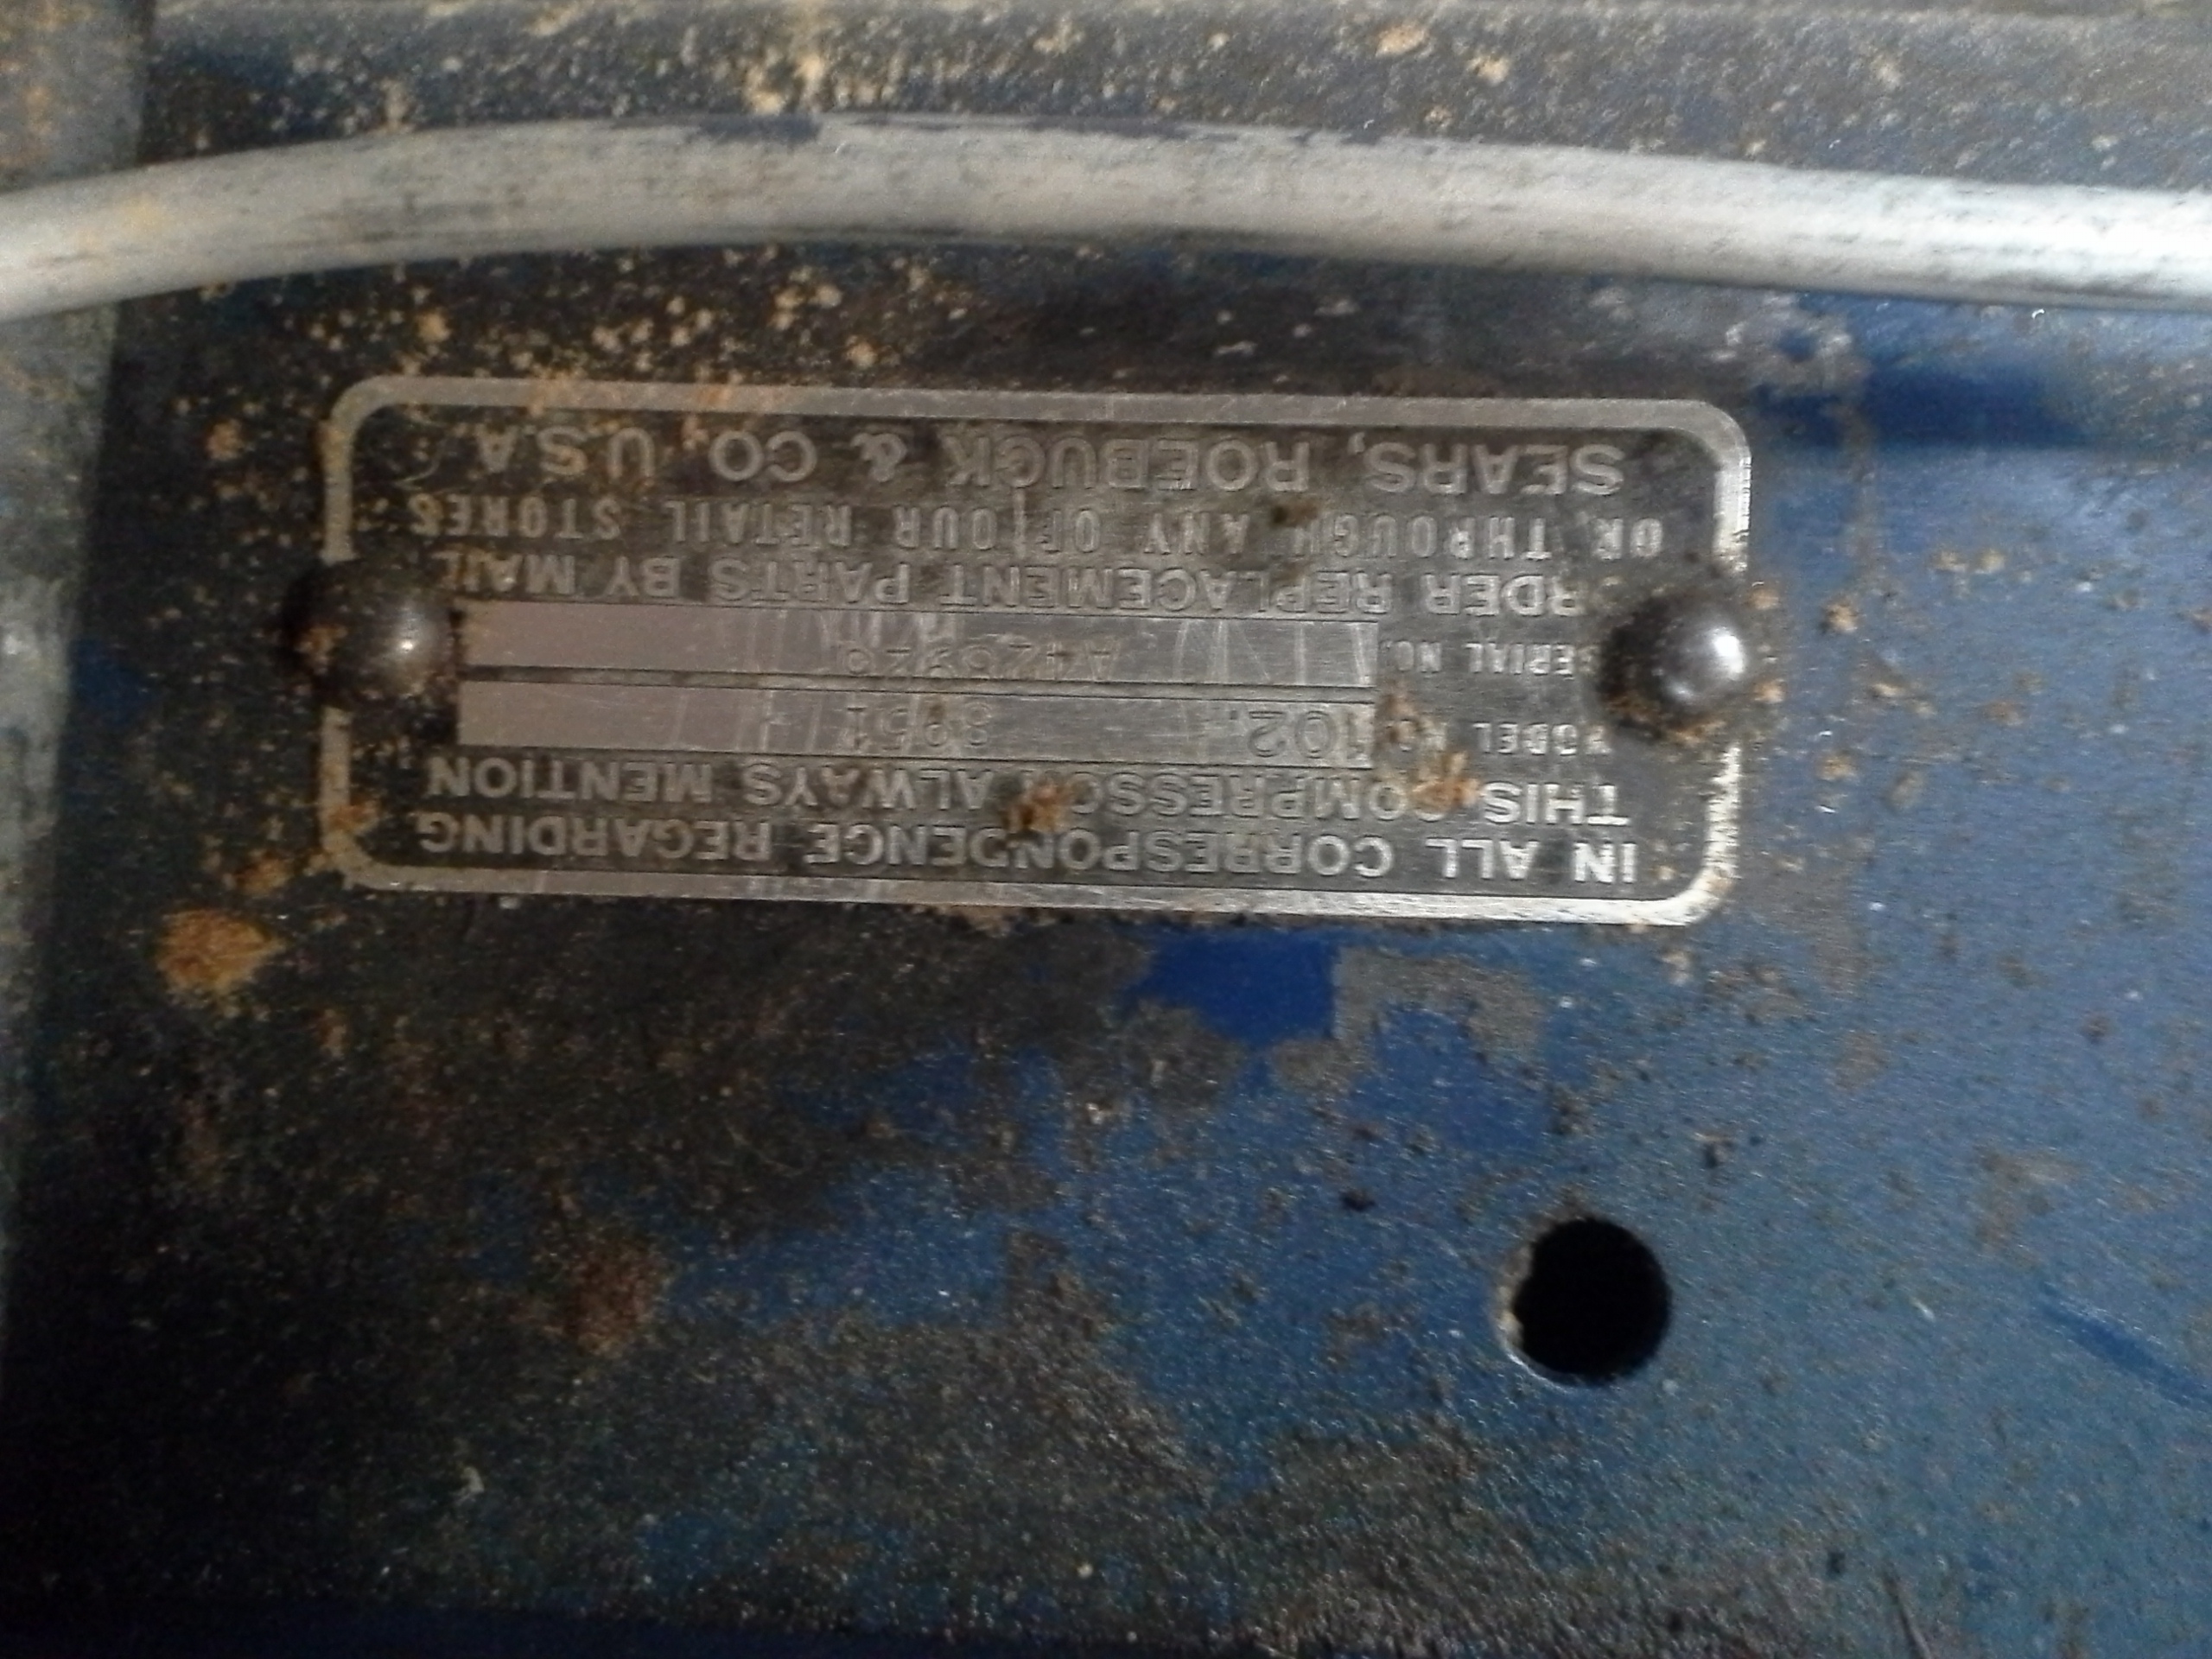 IN ALL CORRESPONDENCE REGARDING
THIS COMPRESSOR ALWAYS MENTION
MODEL NO. 102.
SERIAL NO.
ORDER REPLACEMENT PARTS BY MAIL
OR THROUGH ANY OF OUR RETAIL STORES
SEARS, ROEBUCK & CO. U.S.A